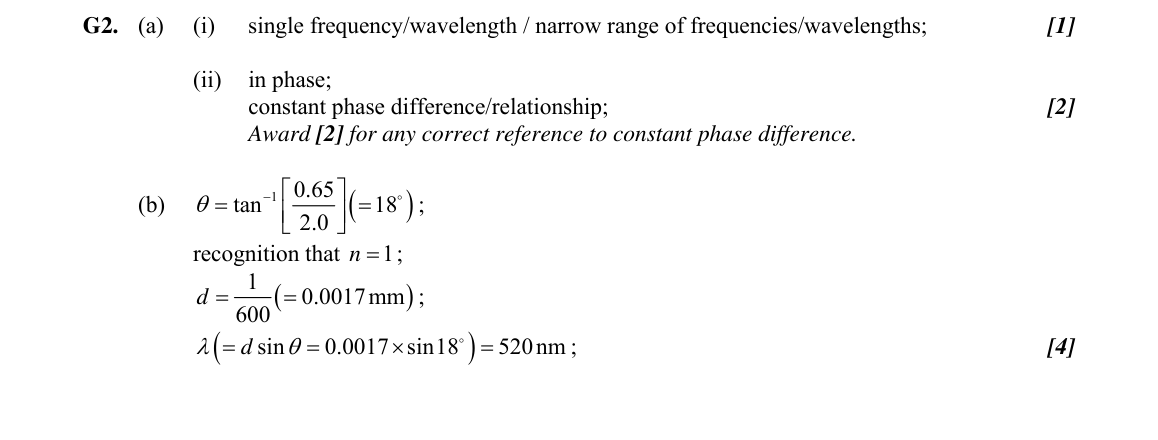 G2. (a) (i) single frequency/wavelength / narrow range of frequencies/wavelengths; [1]
(ii) in phase;
constant phase difference/relationship; [2]
Award [2] for any correct reference to constant phase difference.
(b) θ = tan⁻¹[0.65/2.0](=18°);
recognition that n = 1;
d = 1/600 (= 0.0017 mm);
λ(= d sin θ = 0.0017 × sin 18°) = 520 nm; [4]